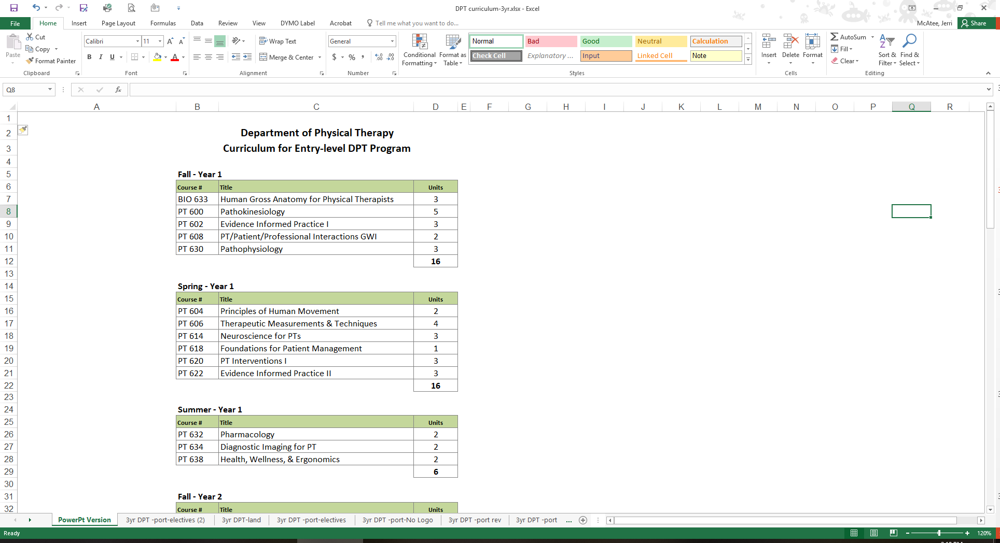 DPT curriculum-3yr.xlsx - Excel
File Home Insert Page Layout Formulas Data Review View DYMO Label Acrobat Tell me what you want to do... McAtee, Jerri Share
Paste
Cut
Copy
Format Painter
Clipboard
Calibri 11
B I U
Font
Wrap Text
Merge & Center
Alignment
General
$ % ,
Number
Conditional Formatting
Format as Table
Normal Bad Good Neutral Calculation
Check Cell Explanatory ... Input Linked Cell Note
Styles
Insert Delete Format
Cells
AutoSum
Fill
Clear
Sort & Filter
Find & Select
Editing
Q8 fx
A B C D E F G H I J K L M N O P Q R
1
2 Department of Physical Therapy
3 Curriculum for Entry-level DPT Program
4
5 Fall - Year 1
6 Course # Title Units
7 BIO 633 Human Gross Anatomy for Physical Therapists 3
8 PT 600 Pathokinesiology 5
9 PT 602 Evidence Informed Practice I 3
10 PT 608 PT/Patient/Professional Interactions GWI 2
11 PT 630 Pathophysiology 3
12 16
13
14 Spring - Year 1
15 Course # Title Units
16 PT 604 Principles of Human Movement 2
17 PT 606 Therapeutic Measurements & Techniques 4
18 PT 614 Neuroscience for PTs 3
19 PT 618 Foundations for Patient Management 1
20 PT 620 PT Interventions I 3
21 PT 622 Evidence Informed Practice II 3
22 16
23
24 Summer - Year 1
25 Course # Title Units
26 PT 632 Pharmacology 2
27 PT 634 Diagnostic Imaging for PT 2
28 PT 638 Health, Wellness, & Ergonomics 2
29 6
30
31 Fall - Year 2
32 Course # Title Units
PowerPt Version 3yr DPT -port-electives (2) 3yr DPT-land 3yr DPT -port-electives 3yr DPT -port-No Logo 3yr DPT -port rev 3yr DPT -port ...
Ready 120%